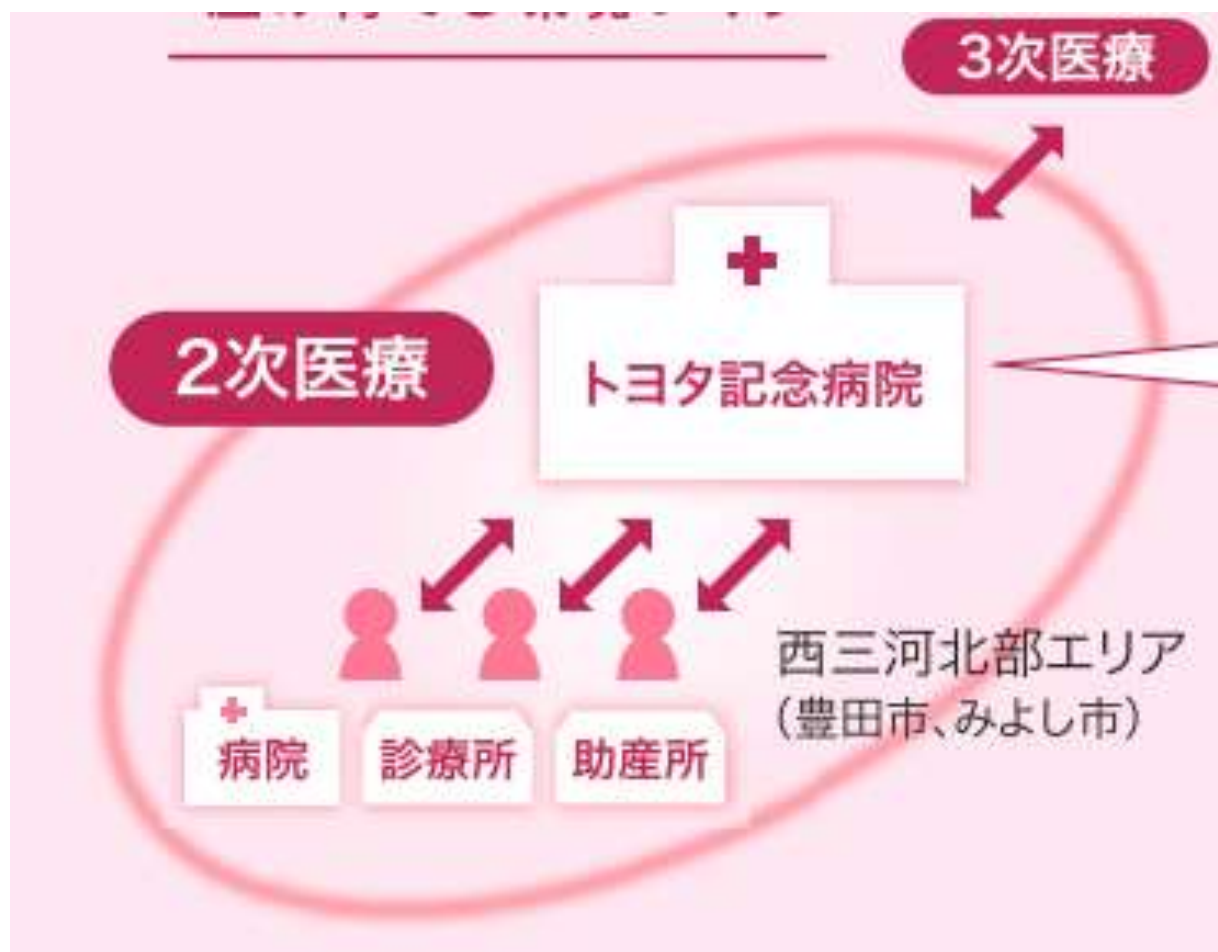 3次医療
2次医療
トヨタ記念病院
西三河北部エリア
（豊田市、みよし市）
病院
診療所
助産所